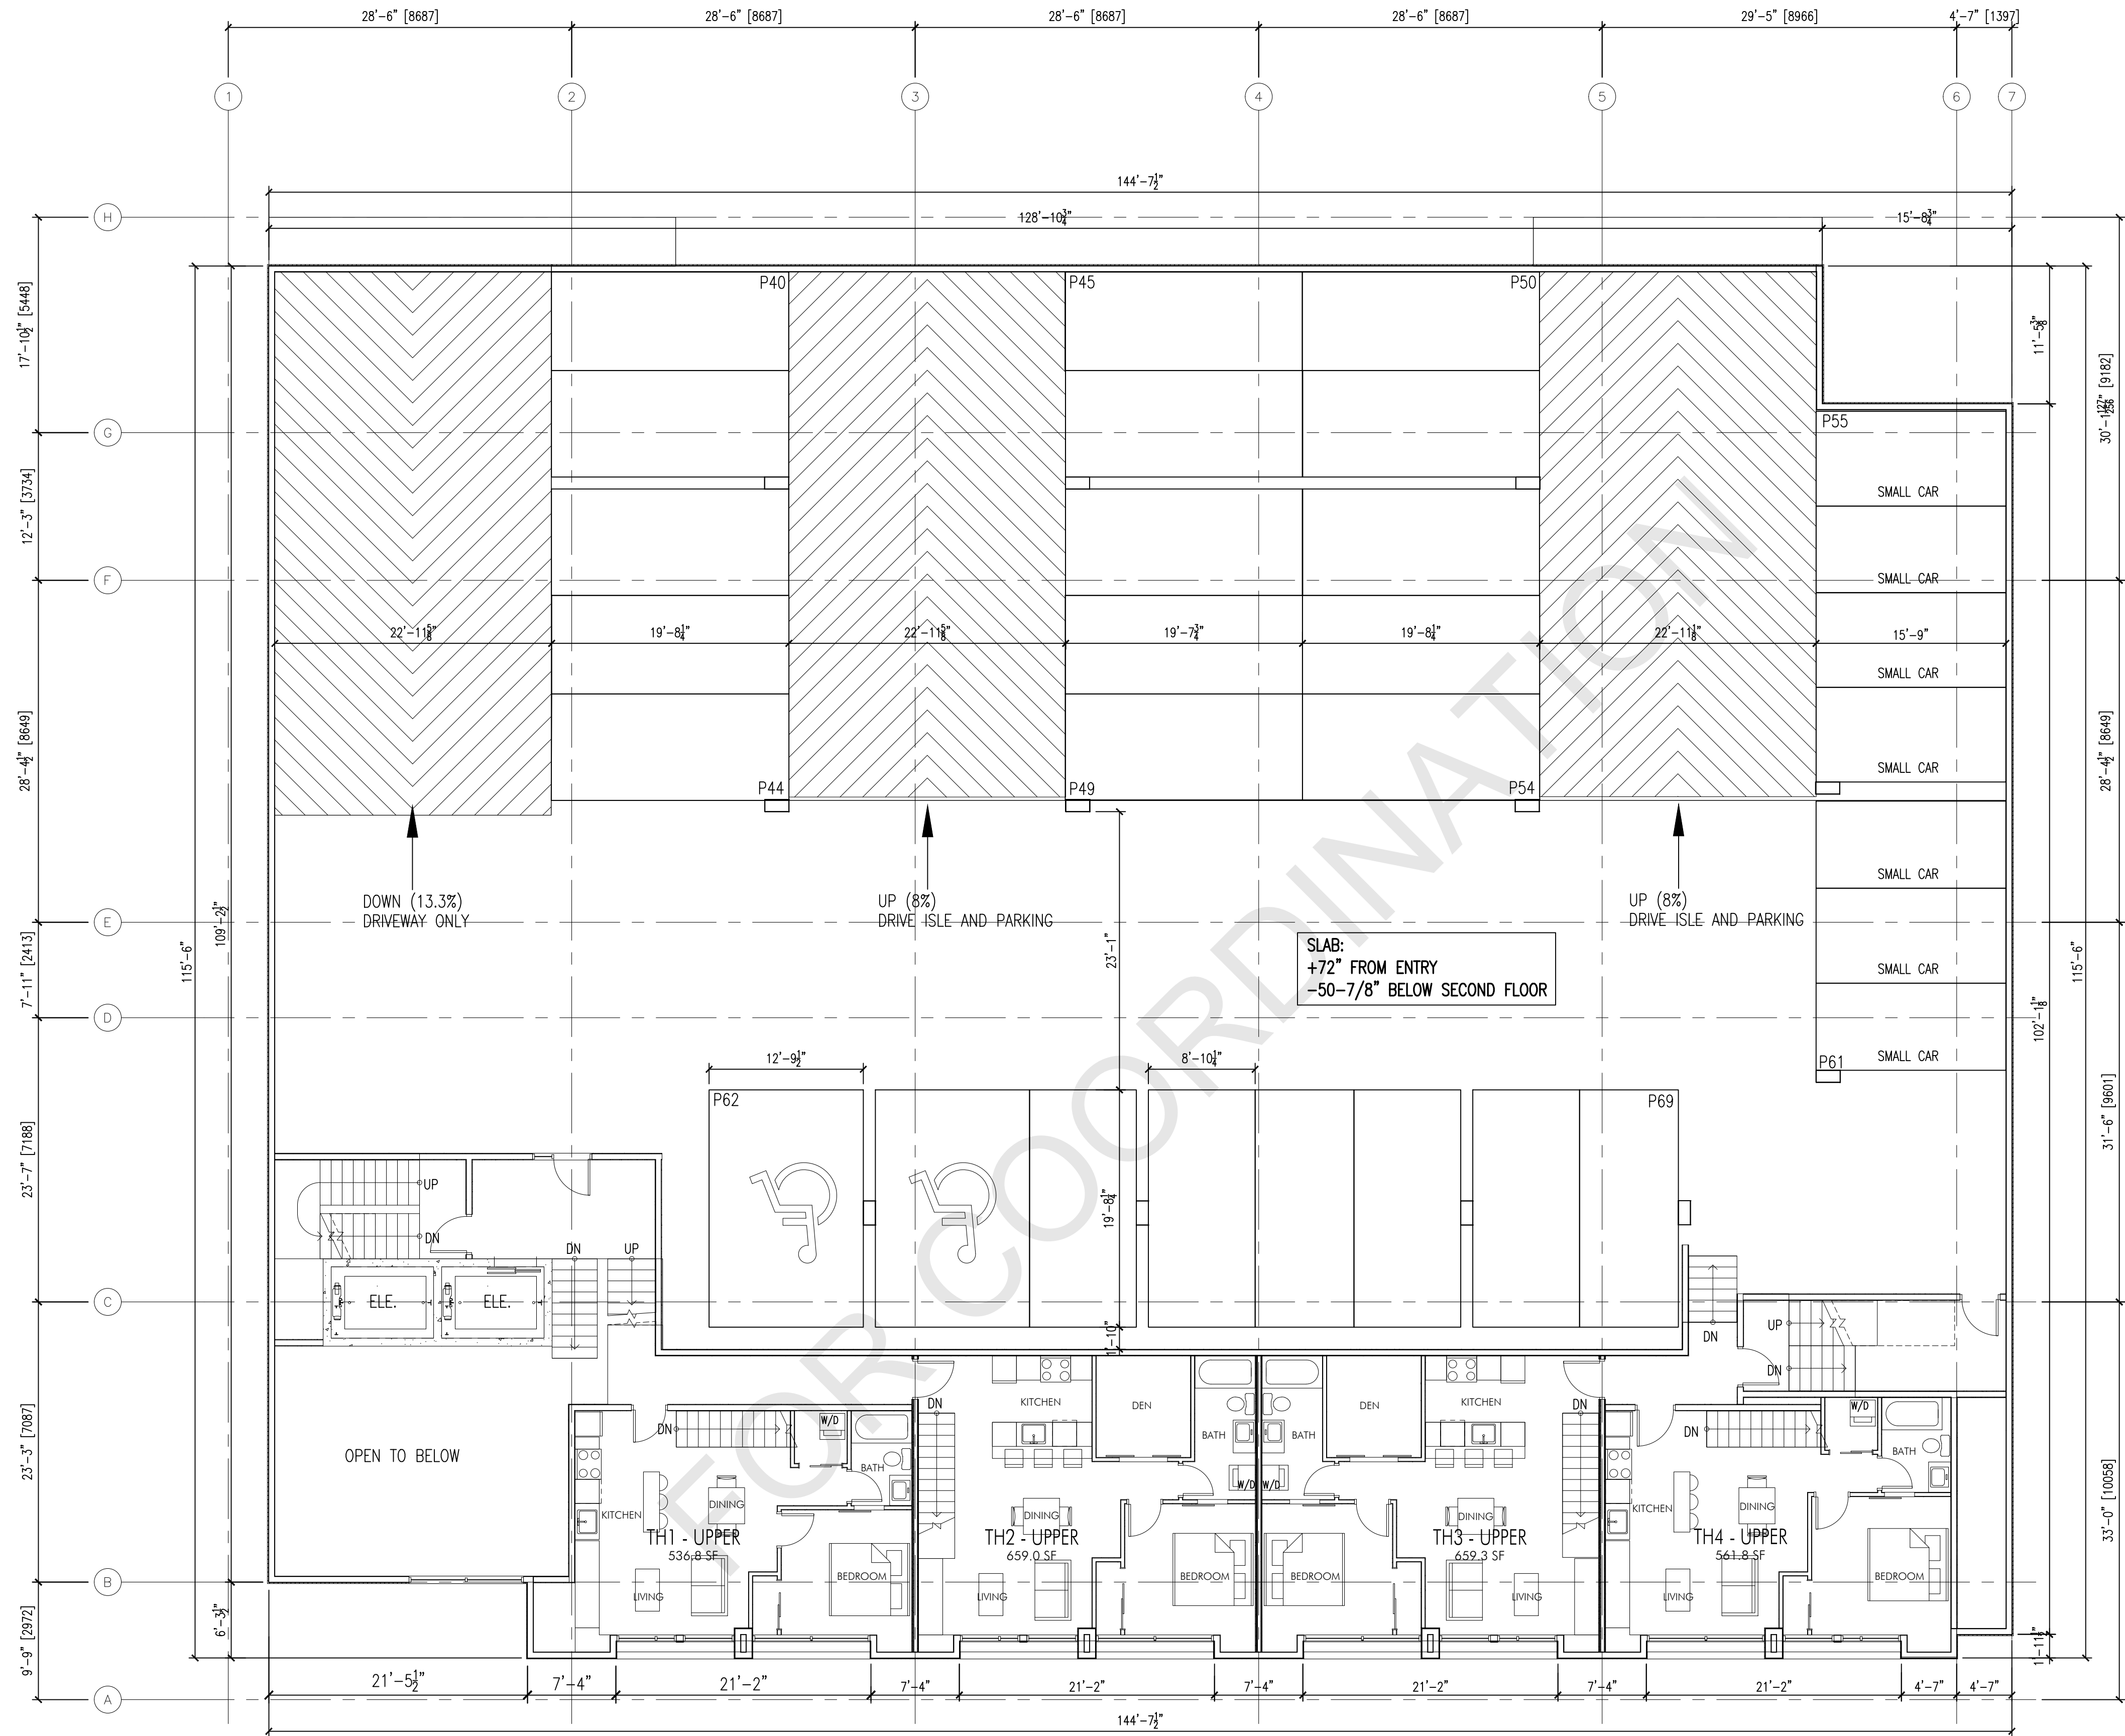 28'-6" [8687]
28'-6" [8687]
28'-6" [8687]
28'-6" [8687]
29'-5" [8966]
4'-7" [1397]
1
2
3
4
5
6
7
144'-7½"
H
128'-10¾"
15'-8¾"
17'-10½" [5448]
P40
P45
P50
11'-5⅜"
30'-1 127/256" [9182]
P55
G
SMALL CAR
12'-3" [3734]
F
SMALL CAR
22'-11⅝"
19'-8¼"
22'-11⅝"
19'-7¾"
19'-8¼"
22'-11⅛"
15'-9"
SMALL CAR
28'-4½" [8649]
28'-4½" [8649]
SMALL CAR
P44
P49
P54
SMALL CAR
DOWN (13.3%)
DRIVEWAY ONLY
UP (8%)
DRIVE ISLE AND PARKING
UP (8%)
DRIVE ISLE AND PARKING
E
109'-2½"
115'-6"
23'-1"
SLAB:
+72" FROM ENTRY
-50-7/8" BELOW SECOND FLOOR
SMALL CAR
7'-11" [2413]
115'-6"
102'-1⅛"
D
12'-9½"
8'-10¼"
SMALL CAR
P61
P62
P69
23'-7" [7188]
31'-6" [9601]
UP
DN
19'-8¼"
DN
UP
C
ELE.
ELE.
1'-10"
DN
UP
DN
KITCHEN
DEN
DEN
KITCHEN
DN
DN
W/D
W/D
DN
BATH
BATH
DN
23'-3" [7087]
OPEN TO BELOW
BATH
BATH
W/D
W/D
33'-0" [10058]
KITCHEN
DINING
DINING
DINING
KITCHEN
DINING
TH1 - UPPER
536.8 SF
TH2 - UPPER
659.0 SF
TH3 - UPPER
659.3 SF
TH4 - UPPER
561.8 SF
B
BEDROOM
BEDROOM
BEDROOM
BEDROOM
LIVING
LIVING
LIVING
LIVING
9'-9" [2972]
6'-3½"
A
21'-5½"
7'-4"
21'-2"
7'-4"
21'-2"
7'-4"
21'-2"
7'-4"
21'-2"
4'-7"
4'-7"
144'-7½"
FOR COORDINATION